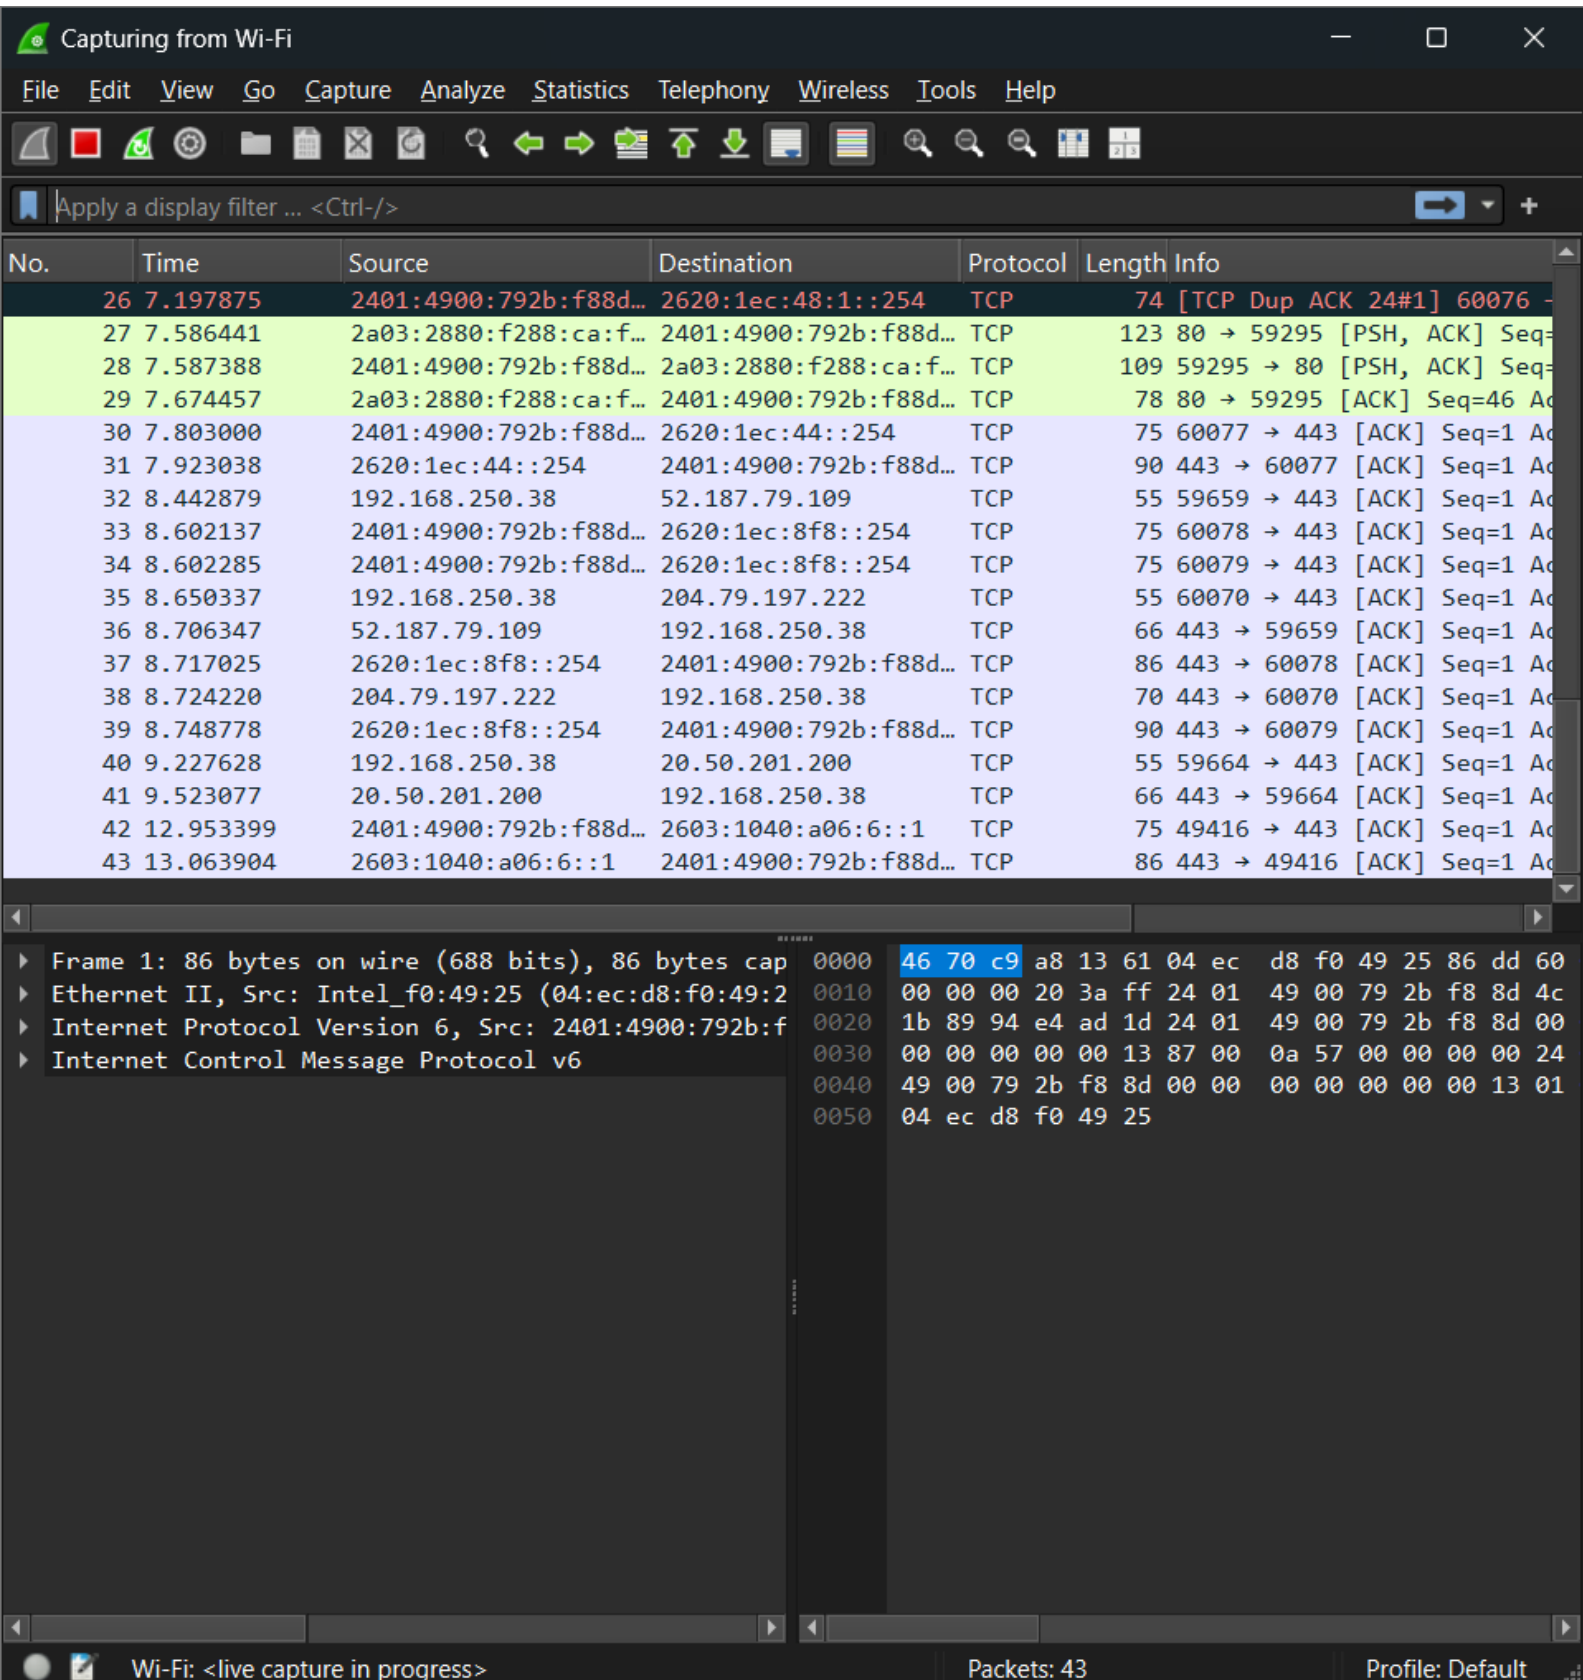 Capturing from Wi-Fi
File Edit View Go Capture Analyze Statistics Telephony Wireless Tools Help
Apply a display filter ... <Ctrl-/>
No. Time Source Destination Protocol Length Info
26 7.197875 2401:4900:792b:f88d… 2620:1ec:48:1::254 TCP 74 [TCP Dup ACK 24#1] 60076 -
27 7.586441 2a03:2880:f288:ca:f… 2401:4900:792b:f88d… TCP 123 80 → 59295 [PSH, ACK] Seq=
28 7.587388 2401:4900:792b:f88d… 2a03:2880:f288:ca:f… TCP 109 59295 → 80 [PSH, ACK] Seq=
29 7.674457 2a03:2880:f288:ca:f… 2401:4900:792b:f88d… TCP 78 80 → 59295 [ACK] Seq=46 Ac
30 7.803000 2401:4900:792b:f88d… 2620:1ec:44::254 TCP 75 60077 → 443 [ACK] Seq=1 Ac
31 7.923038 2620:1ec:44::254 2401:4900:792b:f88d… TCP 90 443 → 60077 [ACK] Seq=1 Ac
32 8.442879 192.168.250.38 52.187.79.109 TCP 55 59659 → 443 [ACK] Seq=1 Ac
33 8.602137 2401:4900:792b:f88d… 2620:1ec:8f8::254 TCP 75 60078 → 443 [ACK] Seq=1 Ac
34 8.602285 2401:4900:792b:f88d… 2620:1ec:8f8::254 TCP 75 60079 → 443 [ACK] Seq=1 Ac
35 8.650337 192.168.250.38 204.79.197.222 TCP 55 60070 → 443 [ACK] Seq=1 Ac
36 8.706347 52.187.79.109 192.168.250.38 TCP 66 443 → 59659 [ACK] Seq=1 Ac
37 8.717025 2620:1ec:8f8::254 2401:4900:792b:f88d… TCP 86 443 → 60078 [ACK] Seq=1 Ac
38 8.724220 204.79.197.222 192.168.250.38 TCP 70 443 → 60070 [ACK] Seq=1 Ac
39 8.748778 2620:1ec:8f8::254 2401:4900:792b:f88d… TCP 90 443 → 60079 [ACK] Seq=1 Ac
40 9.227628 192.168.250.38 20.50.201.200 TCP 55 59664 → 443 [ACK] Seq=1 Ac
41 9.523077 20.50.201.200 192.168.250.38 TCP 66 443 → 59664 [ACK] Seq=1 Ac
42 12.953399 2401:4900:792b:f88d… 2603:1040:a06:6::1 TCP 75 49416 → 443 [ACK] Seq=1 Ac
43 13.063904 2603:1040:a06:6::1 2401:4900:792b:f88d… TCP 86 443 → 49416 [ACK] Seq=1 Ac
Frame 1: 86 bytes on wire (688 bits), 86 bytes cap
Ethernet II, Src: Intel_f0:49:25 (04:ec:d8:f0:49:2
Internet Protocol Version 6, Src: 2401:4900:792b:f
Internet Control Message Protocol v6
0000 46 70 c9 a8 13 61 04 ec d8 f0 49 25 86 dd 60
0010 00 00 00 20 3a ff 24 01 49 00 79 2b f8 8d 4c
0020 1b 89 94 e4 ad 1d 24 01 49 00 79 2b f8 8d 00
0030 00 00 00 00 00 13 87 00 0a 57 00 00 00 00 24
0040 49 00 79 2b f8 8d 00 00 00 00 00 00 00 13 01
0050 04 ec d8 f0 49 25
Wi-Fi: <live capture in progress> Packets: 43 Profile: Default